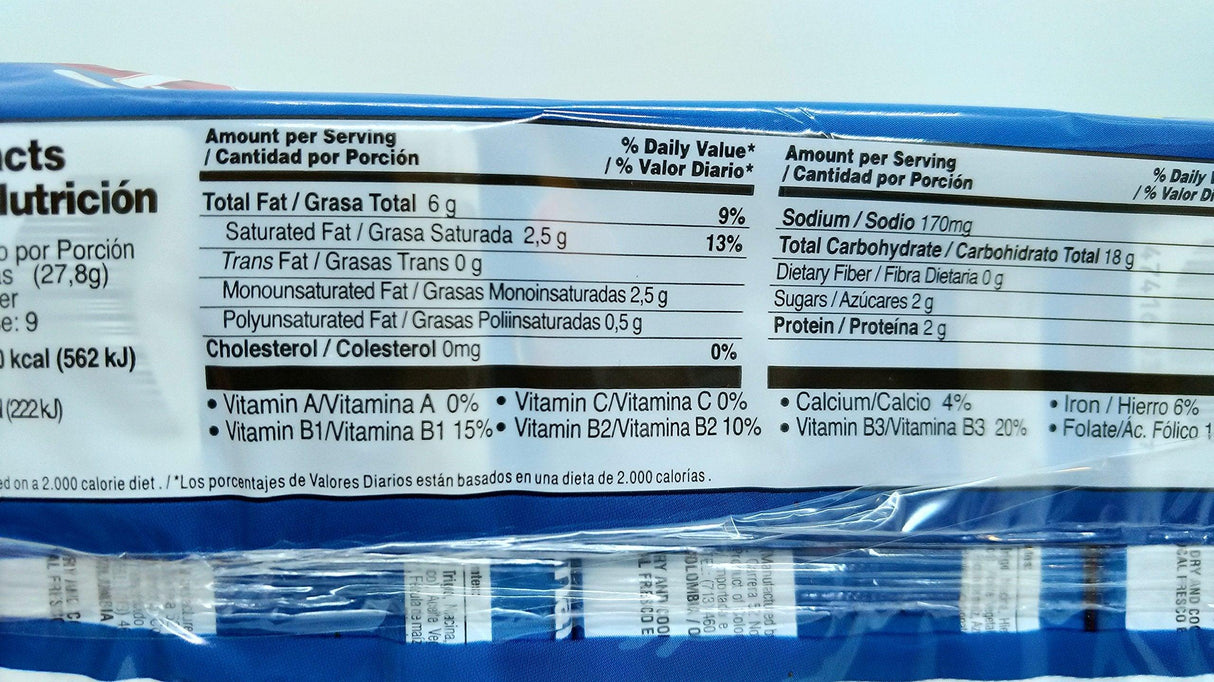 cts
Nutrición
o por Porción
s (27,8g)
er
e: 9
0 kcal (562 kJ)
(222 kJ)
Amount per Serving
/ Cantidad por Porción
% Daily Value*
/ % Valor Diario*
Total Fat / Grasa Total 6 g 9%
Saturated Fat / Grasa Saturada 2,5 g 13%
Trans Fat / Grasas Trans 0 g
Monounsaturated Fat / Grasas Monoinsaturadas 2,5 g
Polyunsaturated Fat / Grasas Poliinsaturadas 0,5 g
Cholesterol / Colesterol 0mg 0%
Amount per Serving
/ Cantidad por Porción
% Daily
/ % Valor Di
Sodium / Sodio 170mg
Total Carbohydrate / Carbohidrato Total 18 g
Dietary Fiber / Fibra Dietaria 0 g
Sugars / Azúcares 2 g
Protein / Proteína 2 g
• Vitamin A/Vitamina A 0% • Vitamin C/Vitamina C 0% • Calcium/Calcio 4% • Iron / Hierro 6%
• Vitamin B1/Vitamina B1 15% • Vitamin B2/Vitamina B2 10% • Vitamin B3/Vitamina B3 20% • Folate/Ác. Fólico 1
ed on a 2.000 calorie diet . / *Los porcentajes de Valores Diarios están basados en una dieta de 2.000 calorías .